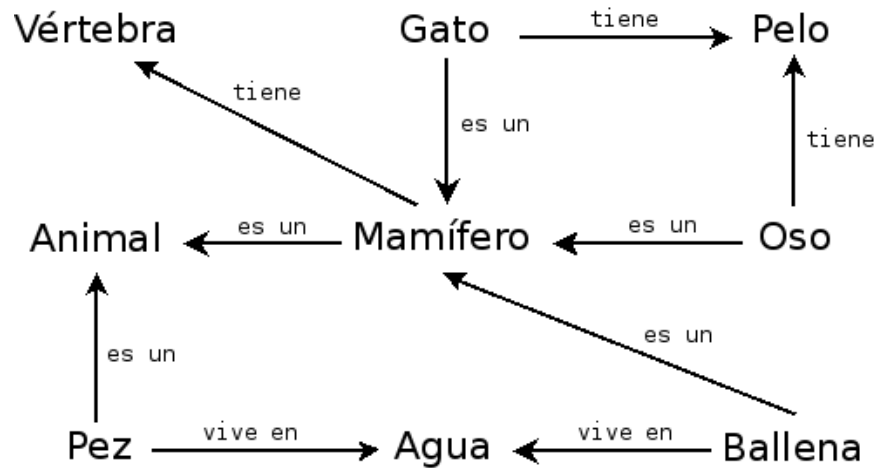 Vértebra
Gato
tiene
Pelo
tiene
es un
tiene
Animal
es un
Mamífero
es un
Oso
es un
es un
Pez
vive en
Agua
vive en
Ballena